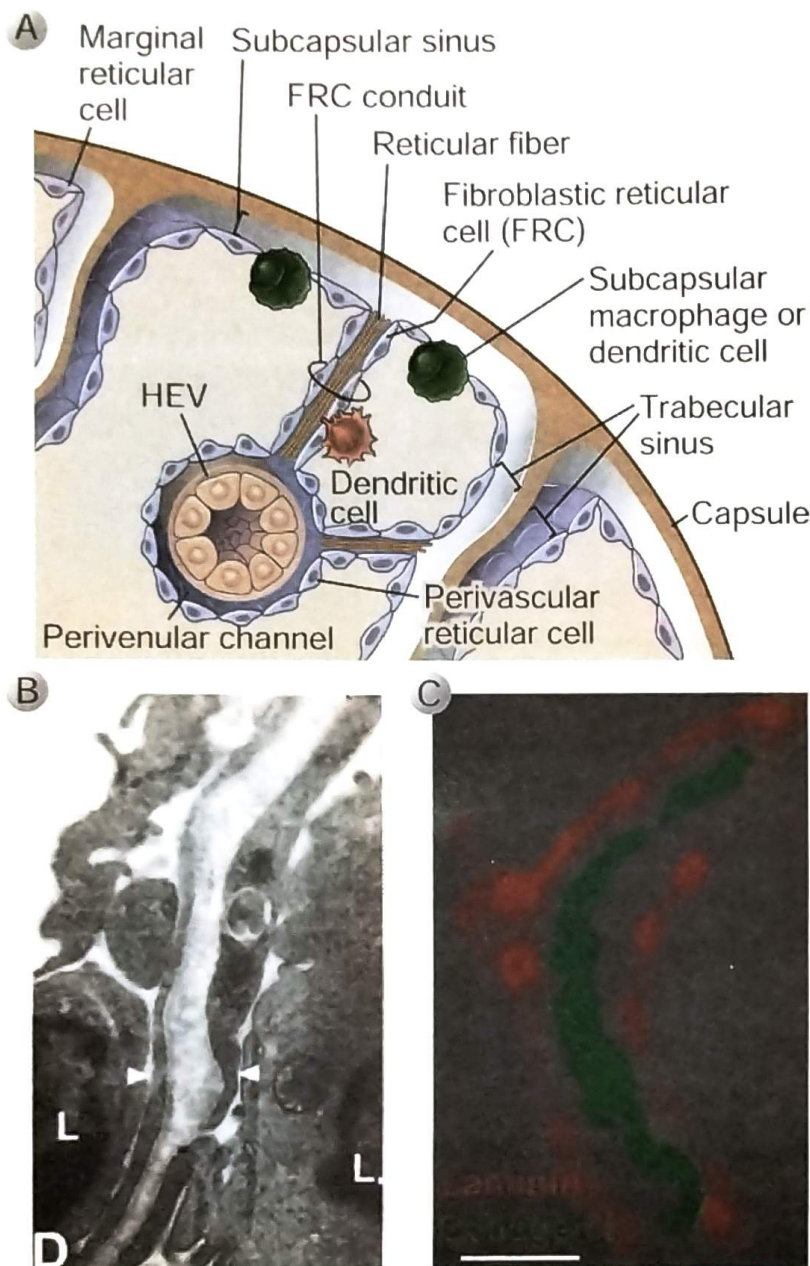 A
Marginal
reticular
cell
Subcapsular sinus
FRC conduit
Reticular fiber
Fibroblastic reticular
cell (FRC)
Subcapsular
macrophage or
dendritic cell
HEV
Trabecular
sinus
Dendritic
cell
Capsule
Perivascular
reticular cell
Perivenular channel
B
C
L
L.
D